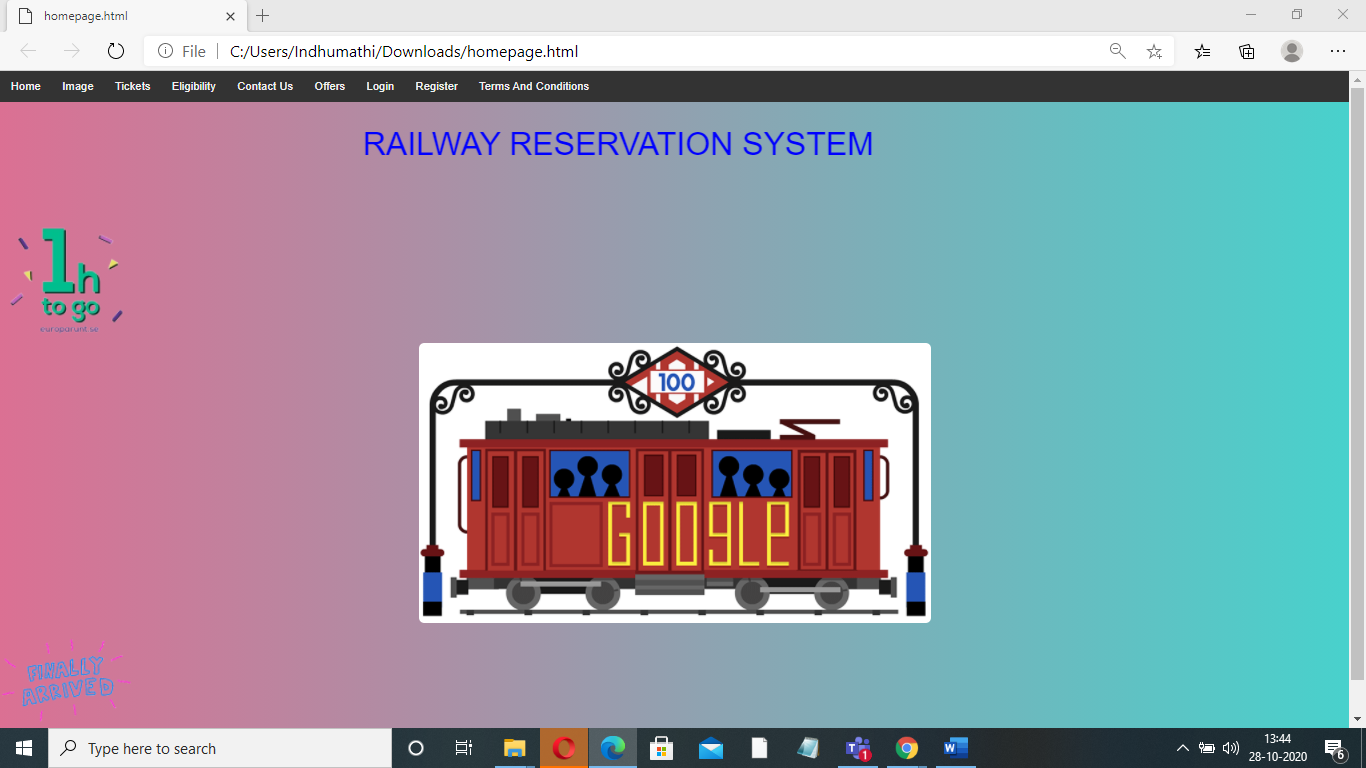 homepage.html
File
C:/Users/Indhumathi/Downloads/homepage.html
Home Image Tickets Eligibility Contact Us Offers Login Register Terms And Conditions
RAILWAY RESERVATION SYSTEM
1h
to go
100
GOOGLE
FINALLY
ARRIVED
Type here to search
1
W
13:44
28-10-2020
6